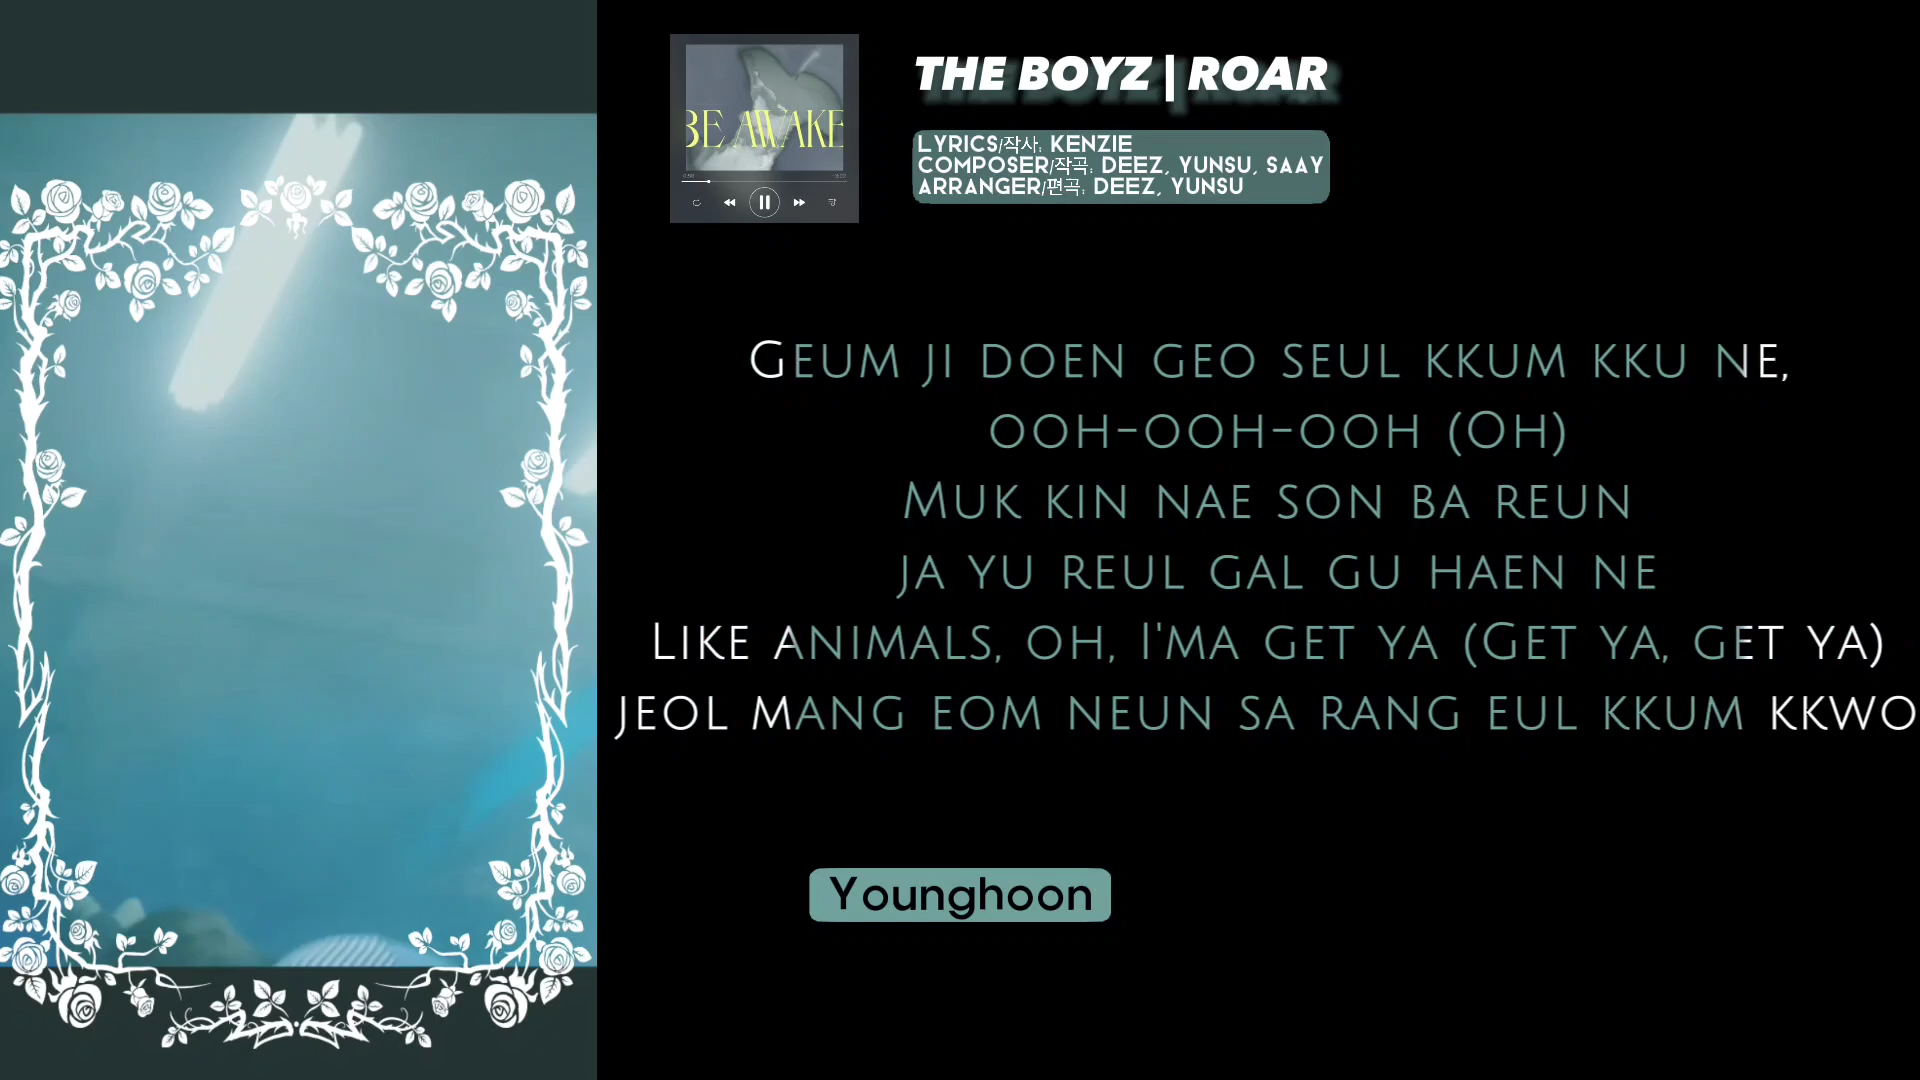 BE AWAKE
THE BOYZ | ROAR
LYRICS/작사: KENZIE
COMPOSER/작곡: DEEZ, YUNSU, SAAY
ARRANGER/편곡: DEEZ, YUNSU
GEUM JI DOEN GEO SEUL KKUM KKU NE,
OOH-OOH-OOH (OH)
MUK KIN NAE SON BA REUN
JA YU REUL GAL GU HAEN NE
LIKE ANIMALS, OH, I'MA GET YA (GET YA, GET YA)
JEOL MANG EOM NEUN SA RANG EUL KKUM KKWO
Younghoon